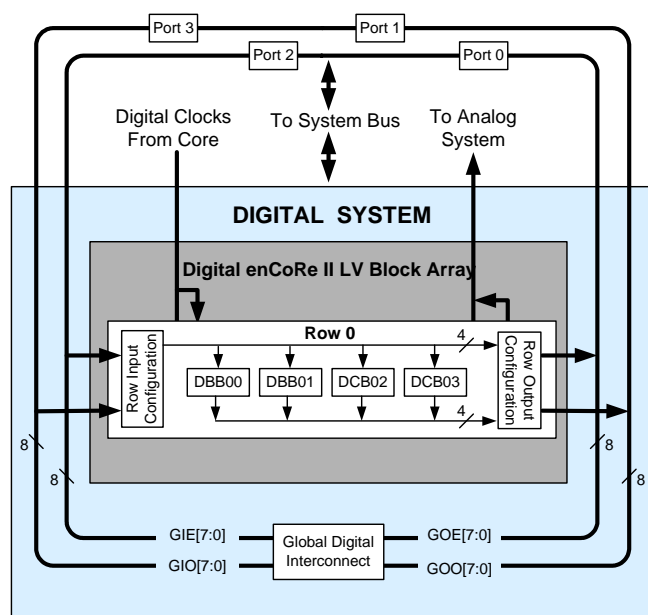 Port 3
Port 1
Port 2
Port 0
Digital Clocks
From Core
To System Bus
To Analog
System
DIGITAL SYSTEM
Digital enCoRe II LV Block Array
Row 0
4
Row Input
Configuration
DBB00
DBB01
DCB02
DCB03
Row Output
Configuration
4
8
8
8
8
GIE[7:0]
GIO[7:0]
Global Digital
Interconnect
GOE[7:0]
GOO[7:0]